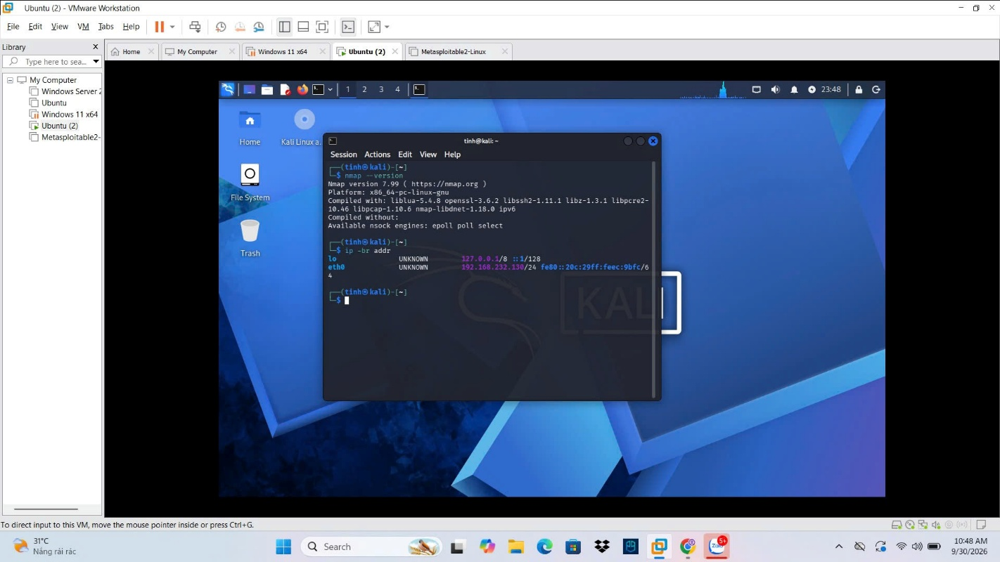 Ubuntu (2) - VMware Workstation
File Edit View VM Tabs Help
Library
Type here to sea...
Home
My Computer
Windows 11 x64
Ubuntu (2)
Metasploitable2-Linux
My Computer
Windows Server 2
Ubuntu
Windows 11 x64
Ubuntu (2)
Metasploitable2-
1 2 3 4
23:48
Home
Kali Linux a...
File System
Trash
tinh@kali: ~
Session Actions Edit View Help
┌──(tinh㉿kali)-[~]
└─$ nmap --version
Nmap version 7.99 ( https://nmap.org )
Platform: x86_64-pc-linux-gnu
Compiled with: liblua-5.4.8 openssl-3.6.2 libssh2-1.11.1 libz-1.3.1 libpcre2-
10.46 libpcap-1.10.6 nmap-libdnet-1.18.0 ipv6
Compiled without:
Available nsock engines: epoll poll select
┌──(tinh㉿kali)-[~]
└─$ ip -br addr
lo UNKNOWN 127.0.0.1/8 ::1/128
eth0 UNKNOWN 192.168.232.130/24 fe80::20c:29ff:feec:9bfc/6
4
┌──(tinh㉿kali)-[~]
└─$
KALI
To direct input to this VM, move the mouse pointer inside or press Ctrl+G.
31°C
Nắng rải rác
Search
Zalo
5+
10:48 AM
9/30/2026